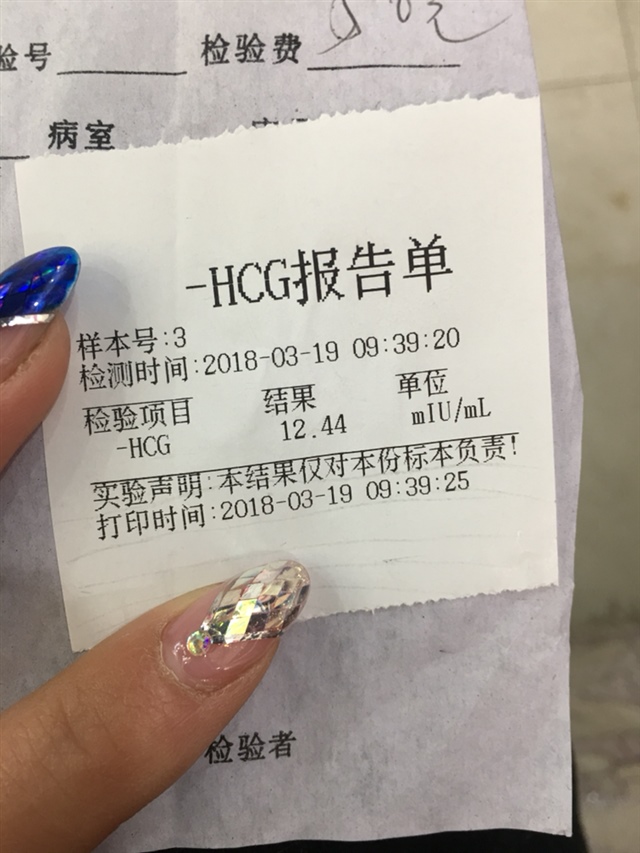 验号 检验费
病室
-HCG报告单
样本号:3
检测时间:2018-03-19 09:39:20
检验项目 结果 单位
-HCG 12.44 mIU/mL
实验声明:本结果仅对本份标本负责!
打印时间:2018-03-19 09:39:25
检验者